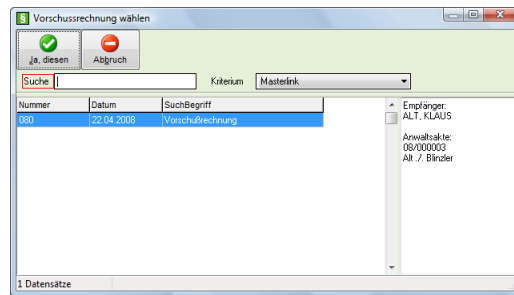 Vorschussrechnung wählen
Ja, diesen
Abbruch
Suche
Kriterium
Masterlink
Nummer Datum SuchBegriff
080 22.04.2008 Vorschußrechnung
Empfänger:
ALT, KLAUS
Anwaltsakte:
08/000003
Alt ./. Blinzler
1 Datensätze